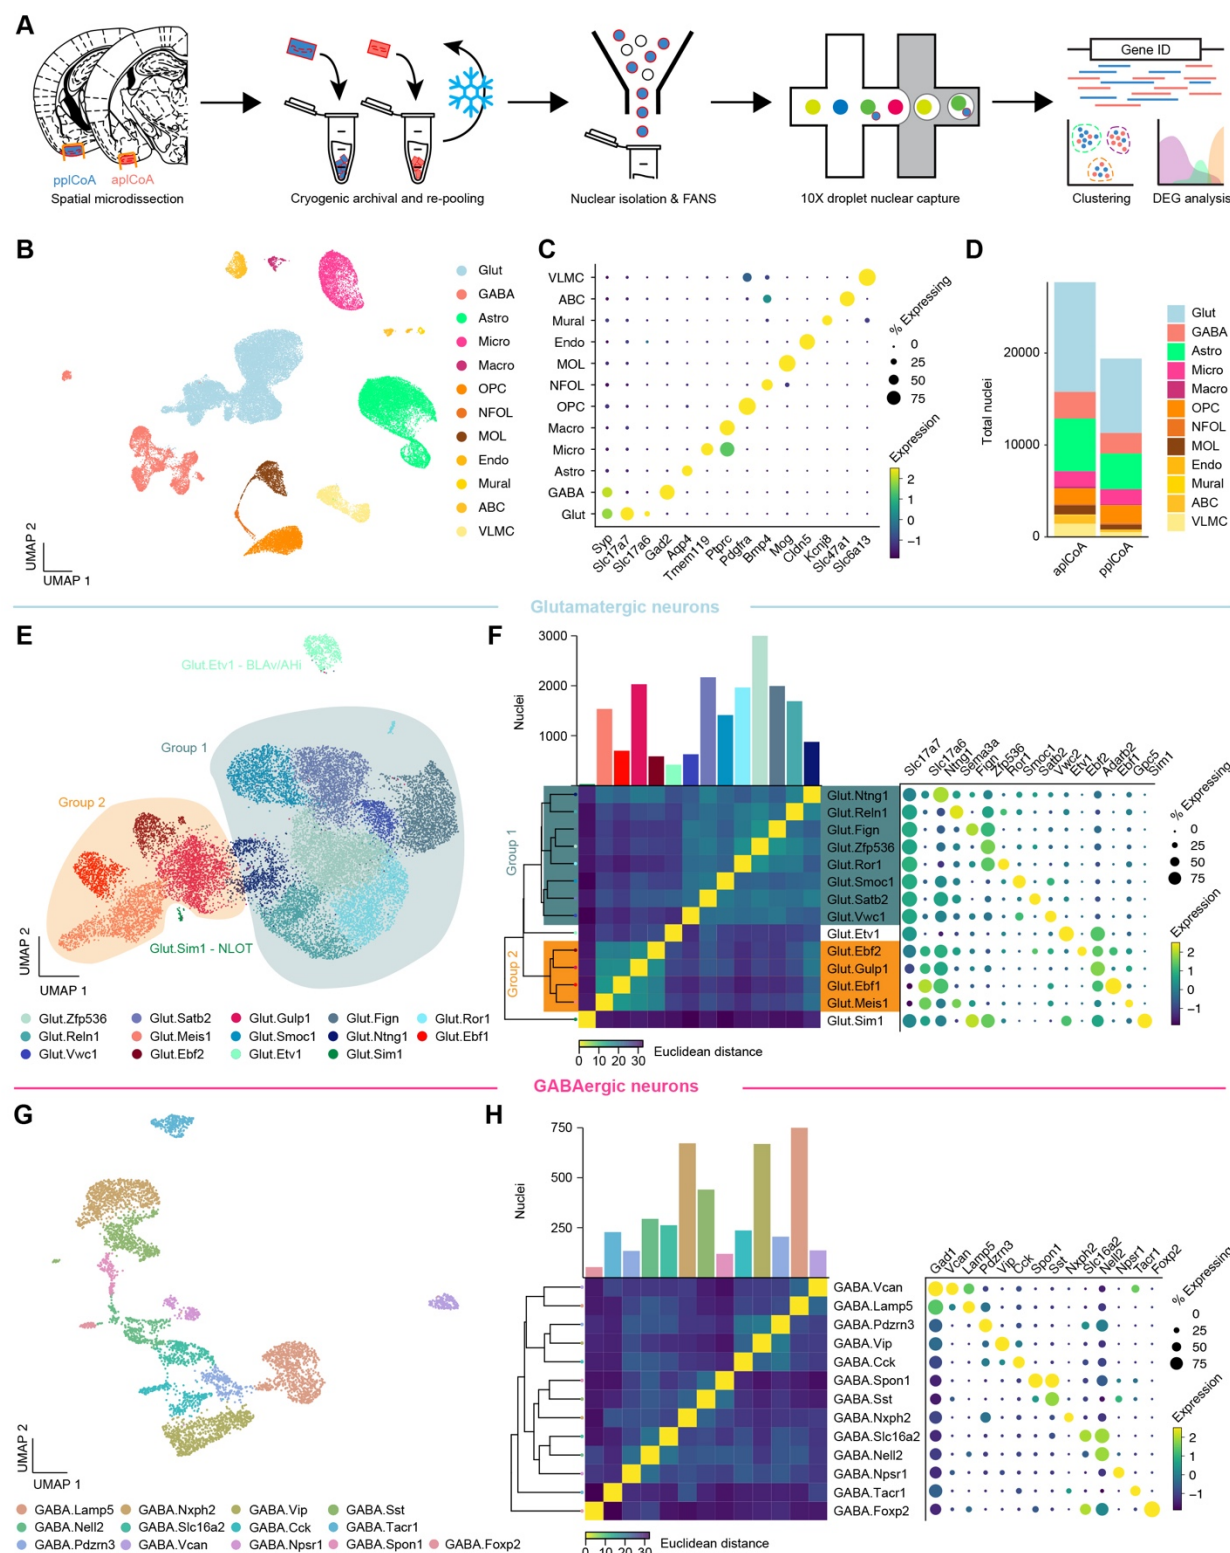 A
pplCoA
aplCoA
Spatial microdissection
Cryogenic archival and re-pooling
Nuclear isolation & FANS
10X droplet nuclear capture
Gene ID
Clustering
DEG analysis
B
Glut
GABA
Astro
Micro
Macro
OPC
NFOL
MOL
Endo
Mural
ABC
VLMC
UMAP 2
UMAP 1
C
VLMC
ABC
Mural
Endo
MOL
NFOL
OPC
Macro
Micro
Astro
GABA
Glut
Syp
Slc17a7
Slc17a6
Gad2
Aqp4
Tmem119
Ptprc
Pdgfra
Bmp4
Mog
Cldn5
Kcnj8
Slc47a1
Slc6a13
% Expressing
0
25
50
75
Expression
2
1
0
−1
D
Total nuclei
20000
10000
0
aplCoA
pplCoA
Glut
GABA
Astro
Micro
Macro
OPC
NFOL
MOL
Endo
Mural
ABC
VLMC
Glutamatergic neurons
E
Glut.Etv1 - BLAv/AHi
Group 1
Group 2
Glut.Sim1 - NLOT
UMAP 2
UMAP 1
Glut.Zfp536
Glut.Satb2
Glut.Gulp1
Glut.Fign
Glut.Ror1
Glut.Reln1
Glut.Meis1
Glut.Smoc1
Glut.Ntng1
Glut.Ebf1
Glut.Vwc1
Glut.Ebf2
Glut.Etv1
Glut.Sim1
F
Nuclei
3000
2000
1000
Group 1
Group 2
Glut.Ntng1
Glut.Reln1
Glut.Fign
Glut.Zfp536
Glut.Ror1
Glut.Smoc1
Glut.Satb2
Glut.Vwc1
Glut.Etv1
Glut.Ebf2
Glut.Gulp1
Glut.Ebf1
Glut.Meis1
Glut.Sim1
0 10 20 30
Euclidean distance
Slc17a7
Slc17a6
Ntng1
Sema3a
Fign
Zfp536
Ror1
Smoc1
Satb2
Vwc2
Etv1
Ebf2
Adarb2
Ebf1
Gpc5
Sim1
% Expressing
0
25
50
75
Expression
2
1
0
−1
GABAergic neurons
G
UMAP 2
UMAP 1
GABA.Lamp5
GABA.Nxph2
GABA.Vip
GABA.Sst
GABA.Nell2
GABA.Slc16a2
GABA.Cck
GABA.Tacr1
GABA.Pdzrn3
GABA.Vcan
GABA.Npsr1
GABA.Spon1
GABA.Foxp2
H
Nuclei
750
500
250
GABA.Vcan
GABA.Lamp5
GABA.Pdzrn3
GABA.Vip
GABA.Cck
GABA.Spon1
GABA.Sst
GABA.Nxph2
GABA.Slc16a2
GABA.Nell2
GABA.Npsr1
GABA.Tacr1
GABA.Foxp2
0 10 20 30
Euclidean distance
Gad1
Vcan
Lamp5
Pdzrn3
Vip
Cck
Spon1
Sst
Nxph2
Slc16a2
Nell2
Npsr1
Tacr1
Foxp2
% Expressing
0
25
50
75
Expression
2
1
0
−1